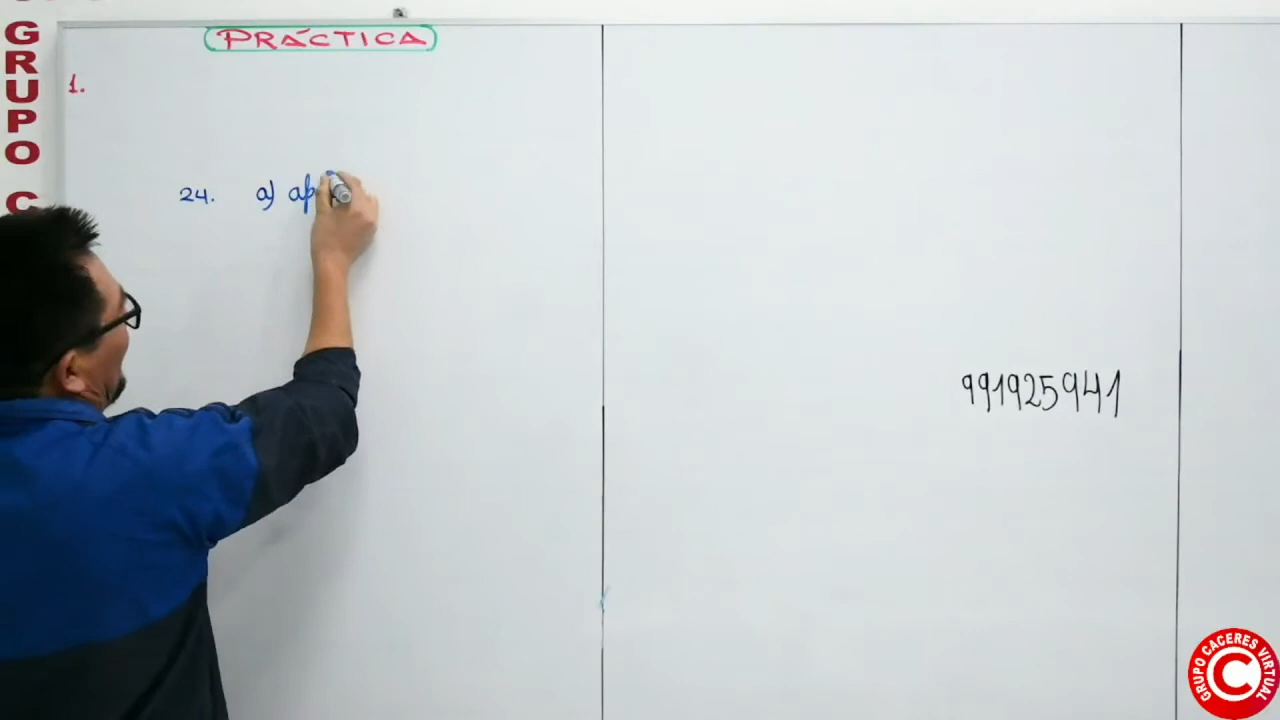 GRUPO C
PRÁCTICA
1.
24. a) ap
991925941
GRUPO CACERES VIRTUAL
C